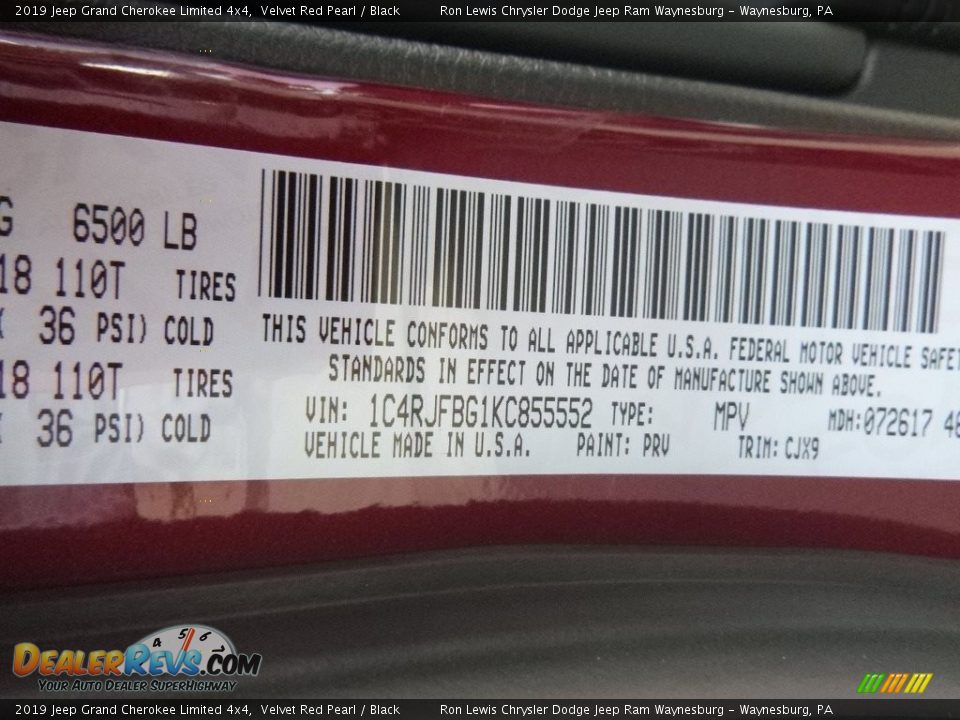 2019 Jeep Grand Cherokee Limited 4x4, Velvet Red Pearl / Black Ron Lewis Chrysler Dodge Jeep Ram Waynesburg - Waynesburg, PA
G 6500 LB
18 110T TIRES
36 PSI) COLD
18 110T TIRES
36 PSI) COLD
THIS VEHICLE CONFORMS TO ALL APPLICABLE U.S.A. FEDERAL MOTOR VEHICLE SAFET
STANDARDS IN EFFECT ON THE DATE OF MANUFACTURE SHOWN ABOVE.
VIN: 1C4RJFBG1KC855552 TYPE: MPV MDH:072617 48
VEHICLE MADE IN U.S.A. PAINT: PRV TRIM: CJX9
4 5 6
DEALERREVS.COM
YOUR AUTO DEALER SUPERHIGHWAY
2019 Jeep Grand Cherokee Limited 4x4, Velvet Red Pearl / Black Ron Lewis Chrysler Dodge Jeep Ram Waynesburg - Waynesburg, PA